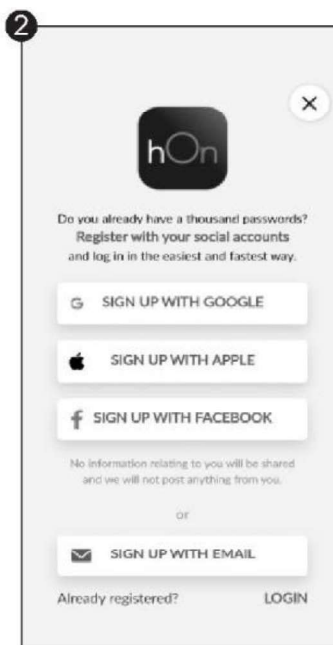 2
hOn
Do you already have a thousand passwords?
Register with your social accounts
and log in in the easiest and fastest way.
G SIGN UP WITH GOOGLE
SIGN UP WITH APPLE
f SIGN UP WITH FACEBOOK
No information relating to you will be shared
and we will not post anything from you.
or
SIGN UP WITH EMAIL
Already registered? LOGIN